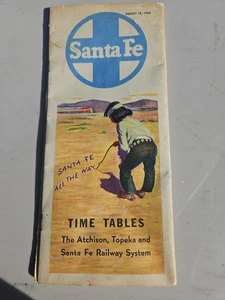 Santa Fe
SANTA FE
ALL THE WAY
TIME TABLES
The Atchison, Topeka and
Santa Fe Railway System